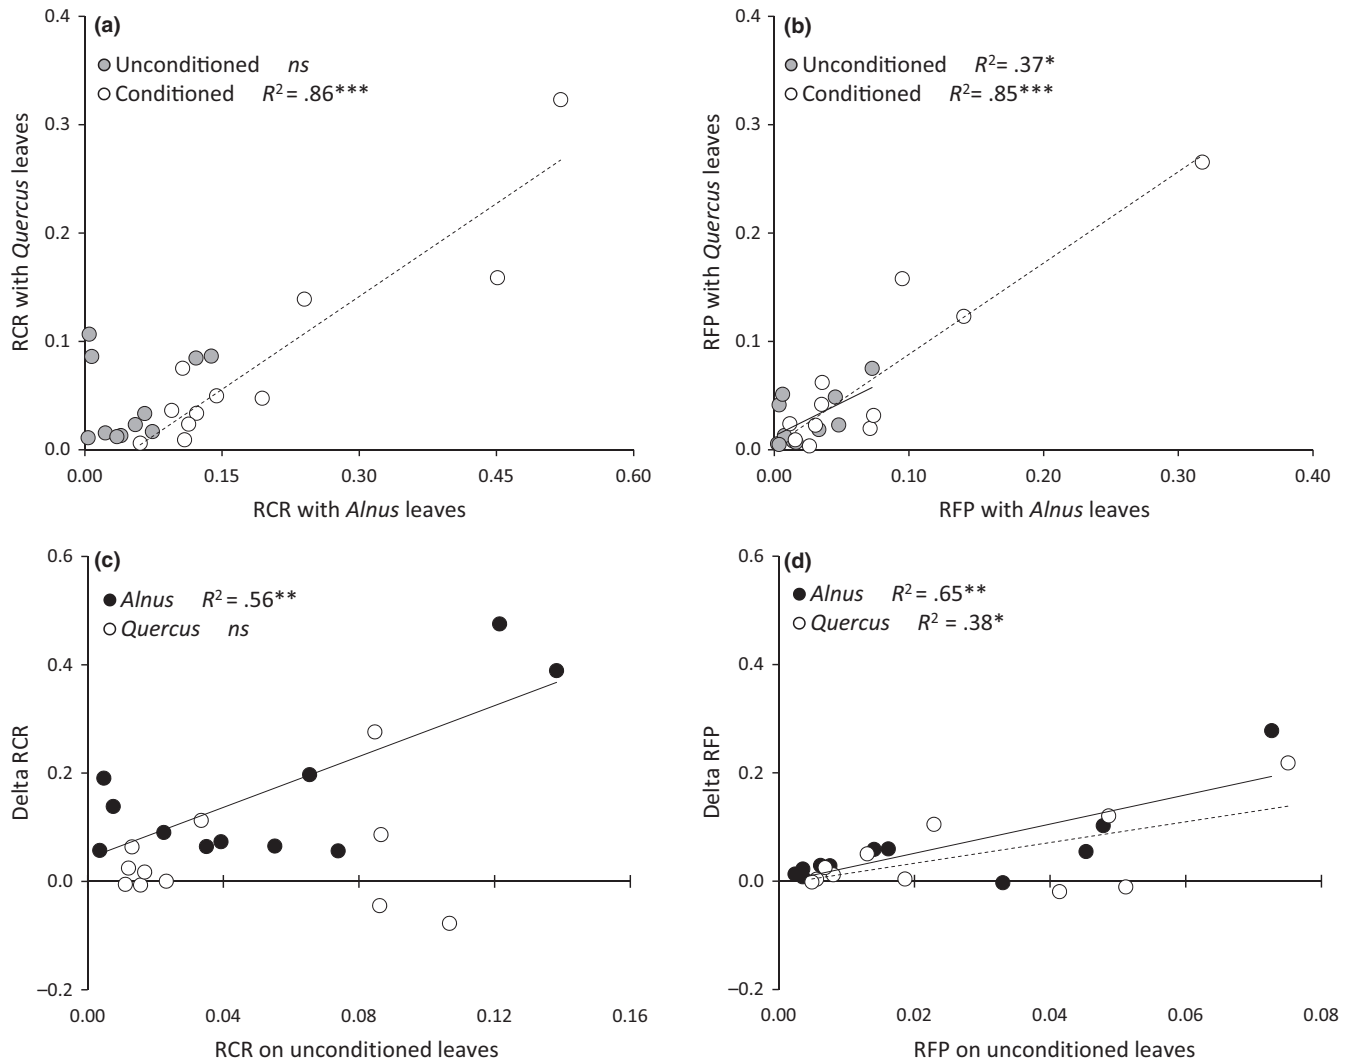 (a)
Unconditioned ns
Conditioned R² = .86***
0.4
0.3
0.2
0.1
0.0
0.00 0.15 0.30 0.45 0.60
RCR with Quercus leaves
RCR with Alnus leaves
(b)
Unconditioned R² = .37*
Conditioned R² = .85***
0.4
0.3
0.2
0.1
0.0
0.00 0.10 0.20 0.30 0.40
RFP with Quercus leaves
RFP with Alnus leaves
(c)
Alnus R² = .56**
Quercus ns
0.6
0.4
0.2
0.0
−0.2
0.00 0.04 0.08 0.12 0.16
Delta RCR
RCR on unconditioned leaves
(d)
Alnus R² = .65**
Quercus R² = .38*
0.6
0.4
0.2
0.0
−0.2
0.00 0.02 0.04 0.06 0.08
Delta RFP
RFP on unconditioned leaves